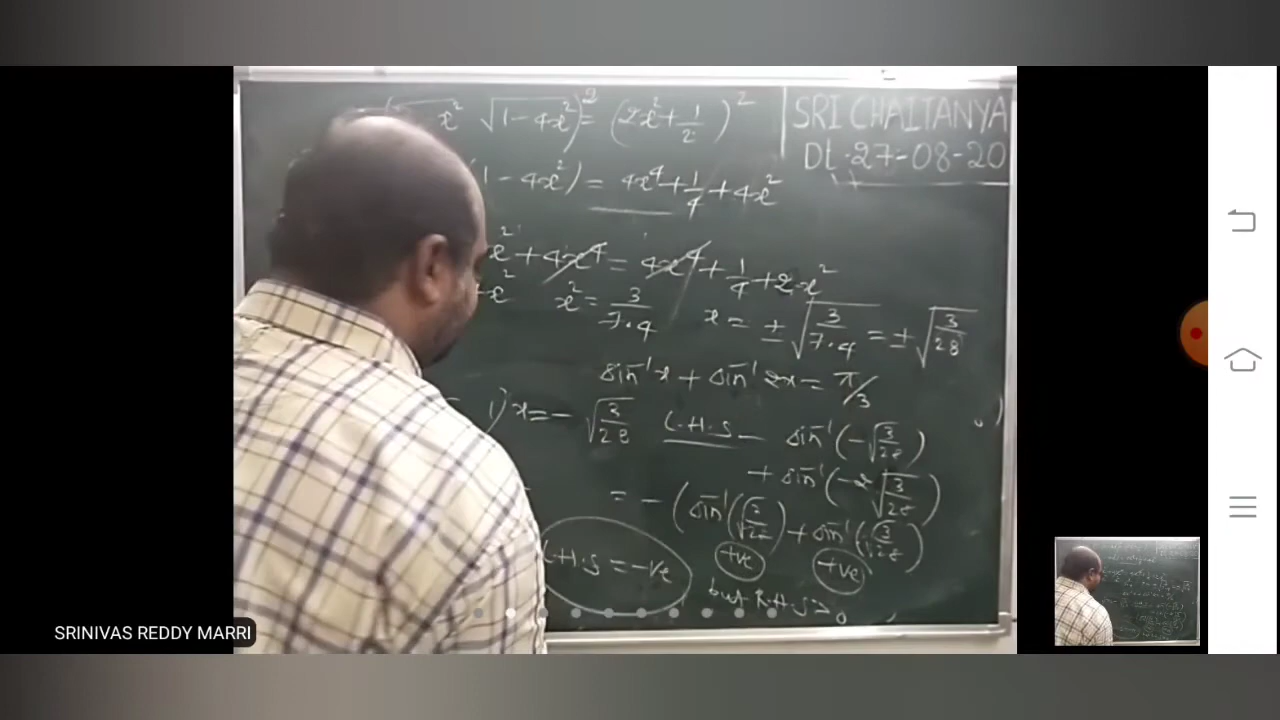 x² √1-4x²)² = (2x²+1/2)²
SRI CHAITANYA
Dt-27-08-20
1-4x²) = 4x⁴+1/4+4x²
x²+4x⁴ = 4x⁴+1/4+2x²
x² x²=3/7.4 x=±√3/7.4=±√3/28
sin⁻¹x+sin⁻¹2x=π/3
1) x=-√3/28 L.H.S - sin⁻¹(-√3/28)
+ sin⁻¹(-2√3/28)
= -(sin⁻¹(√3/28)+sin⁻¹(√3/28)
+ve +ve
L.H.S=-ve
but R.H.S>0
SRINIVAS REDDY MARRI